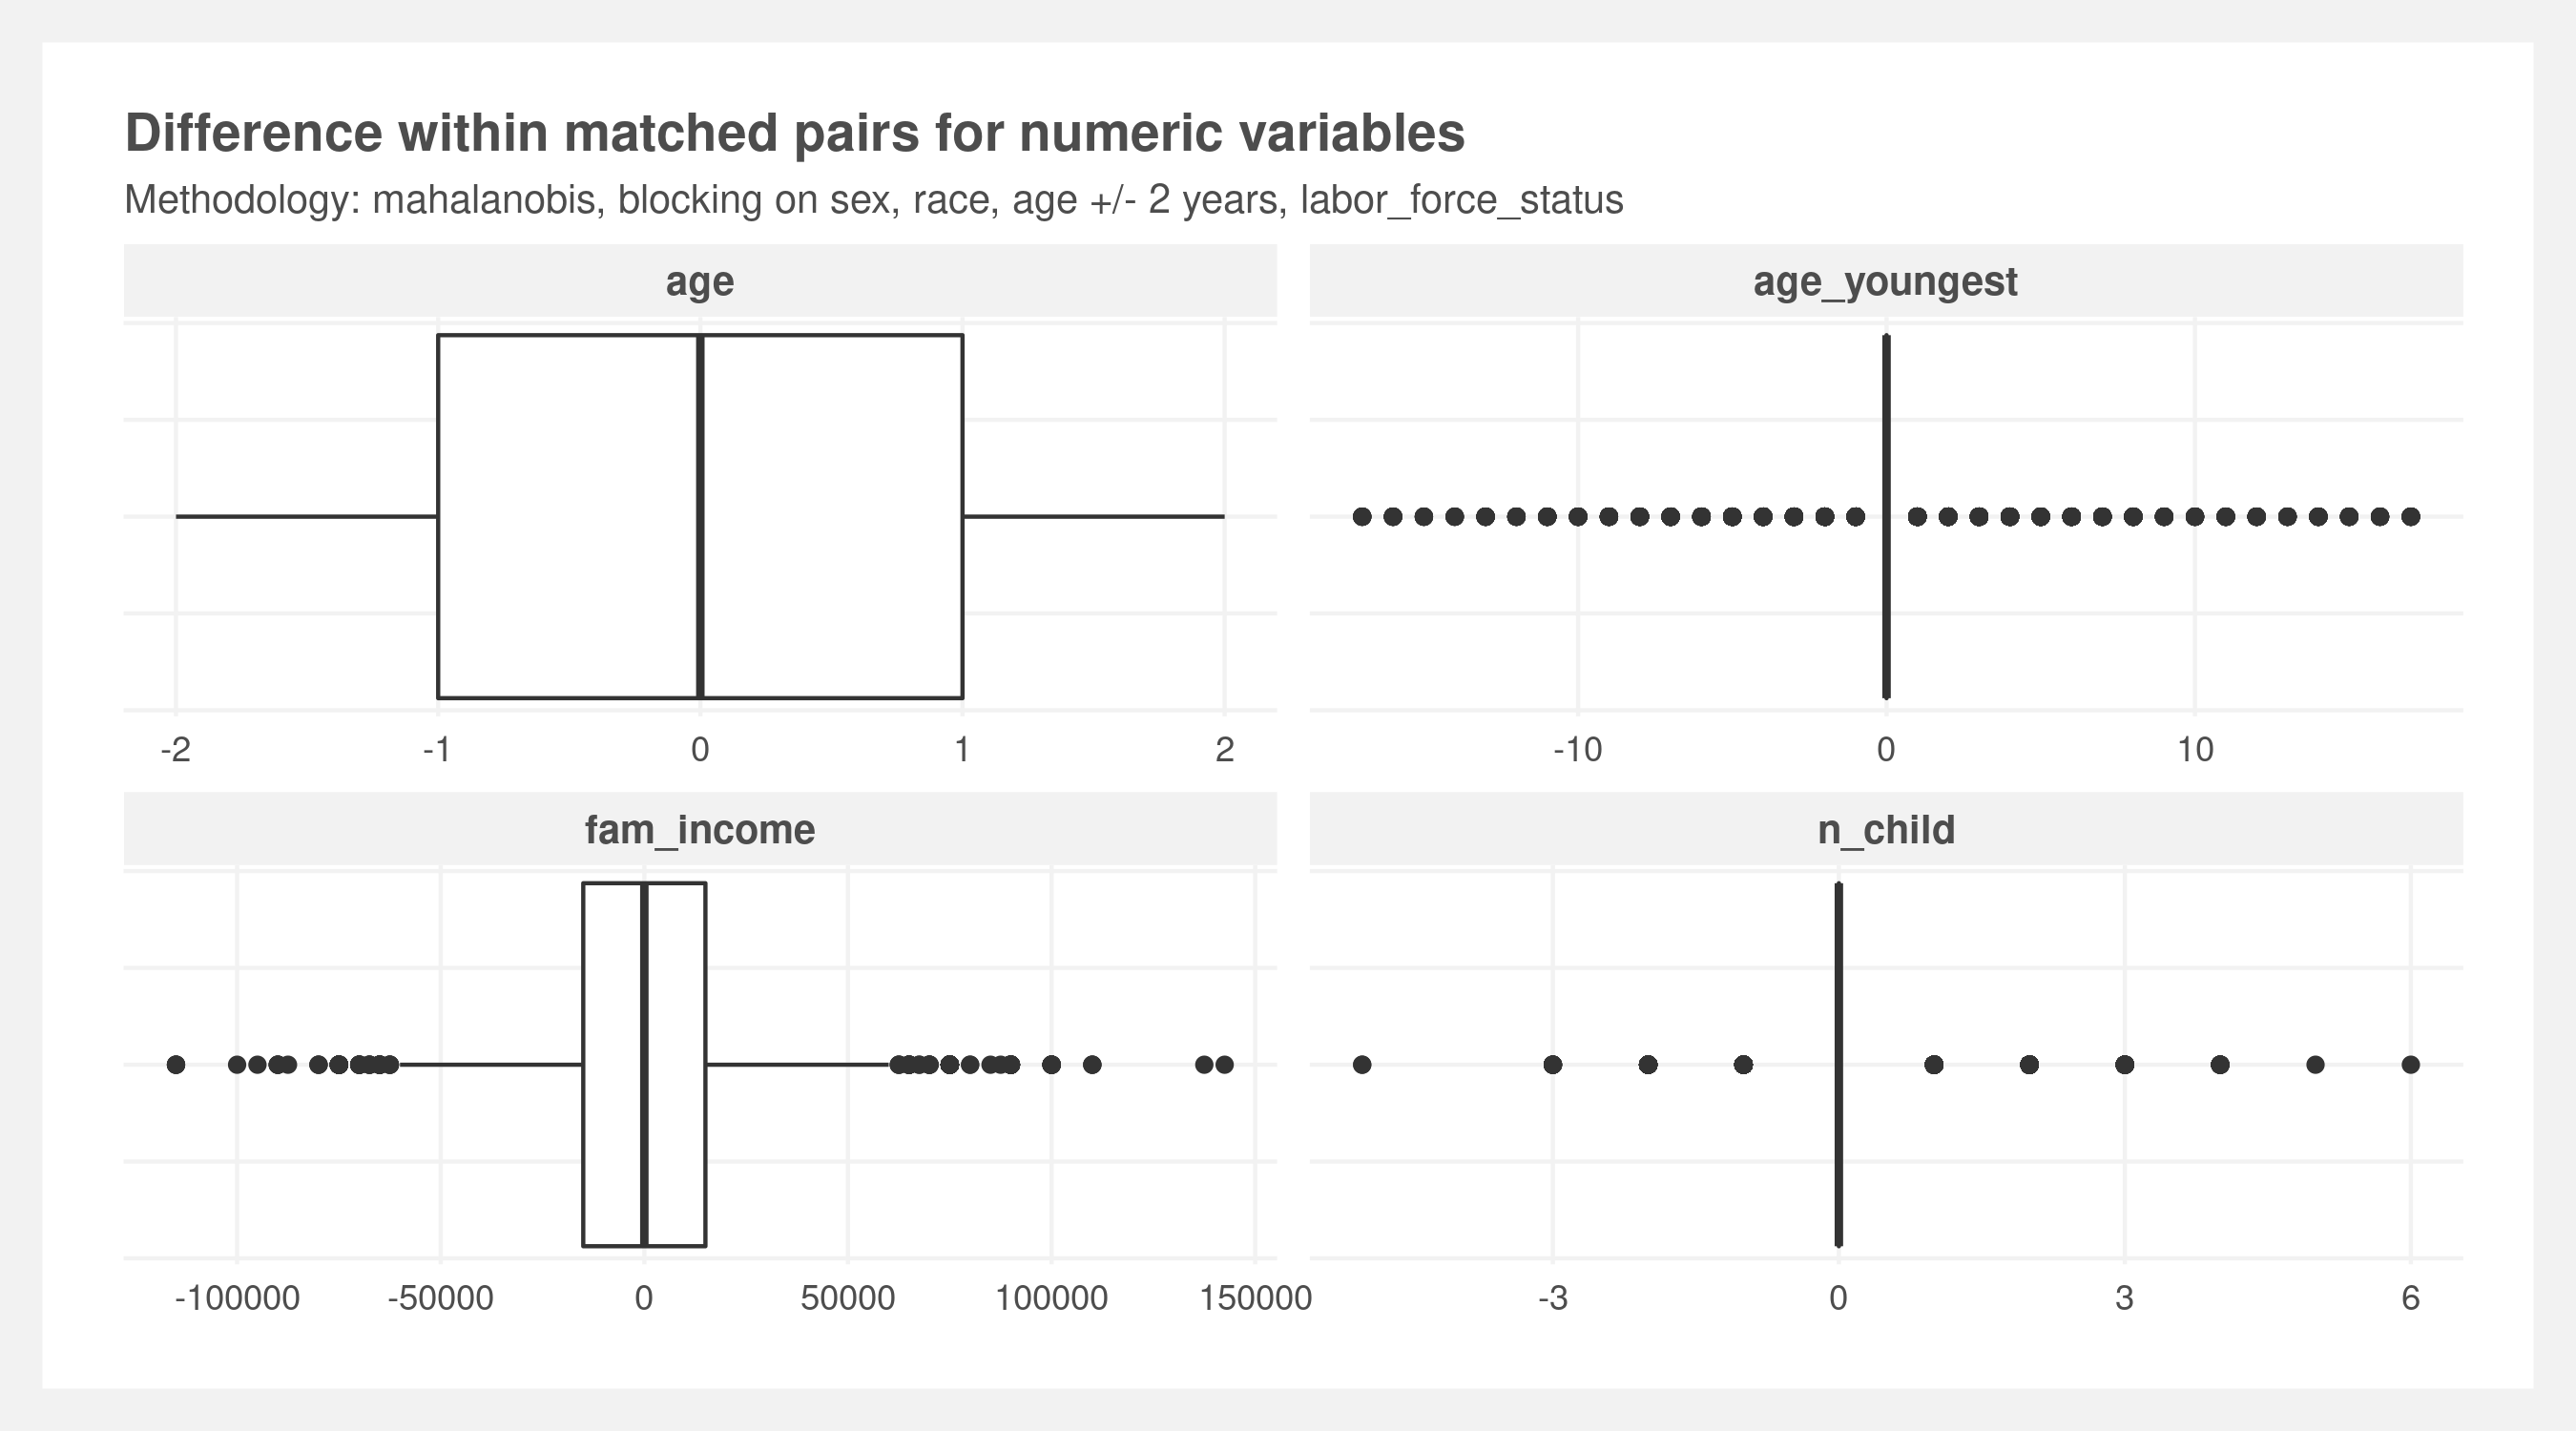 Difference within matched pairs for numeric variables
Methodology: mahalanobis, blocking on sex, race, age +/- 2 years, labor_force_status
age
age_youngest
-2 -1 0 1 2
-10 0 10
fam_income
n_child
-100000 -50000 0 50000 100000 150000
-3 0 3 6